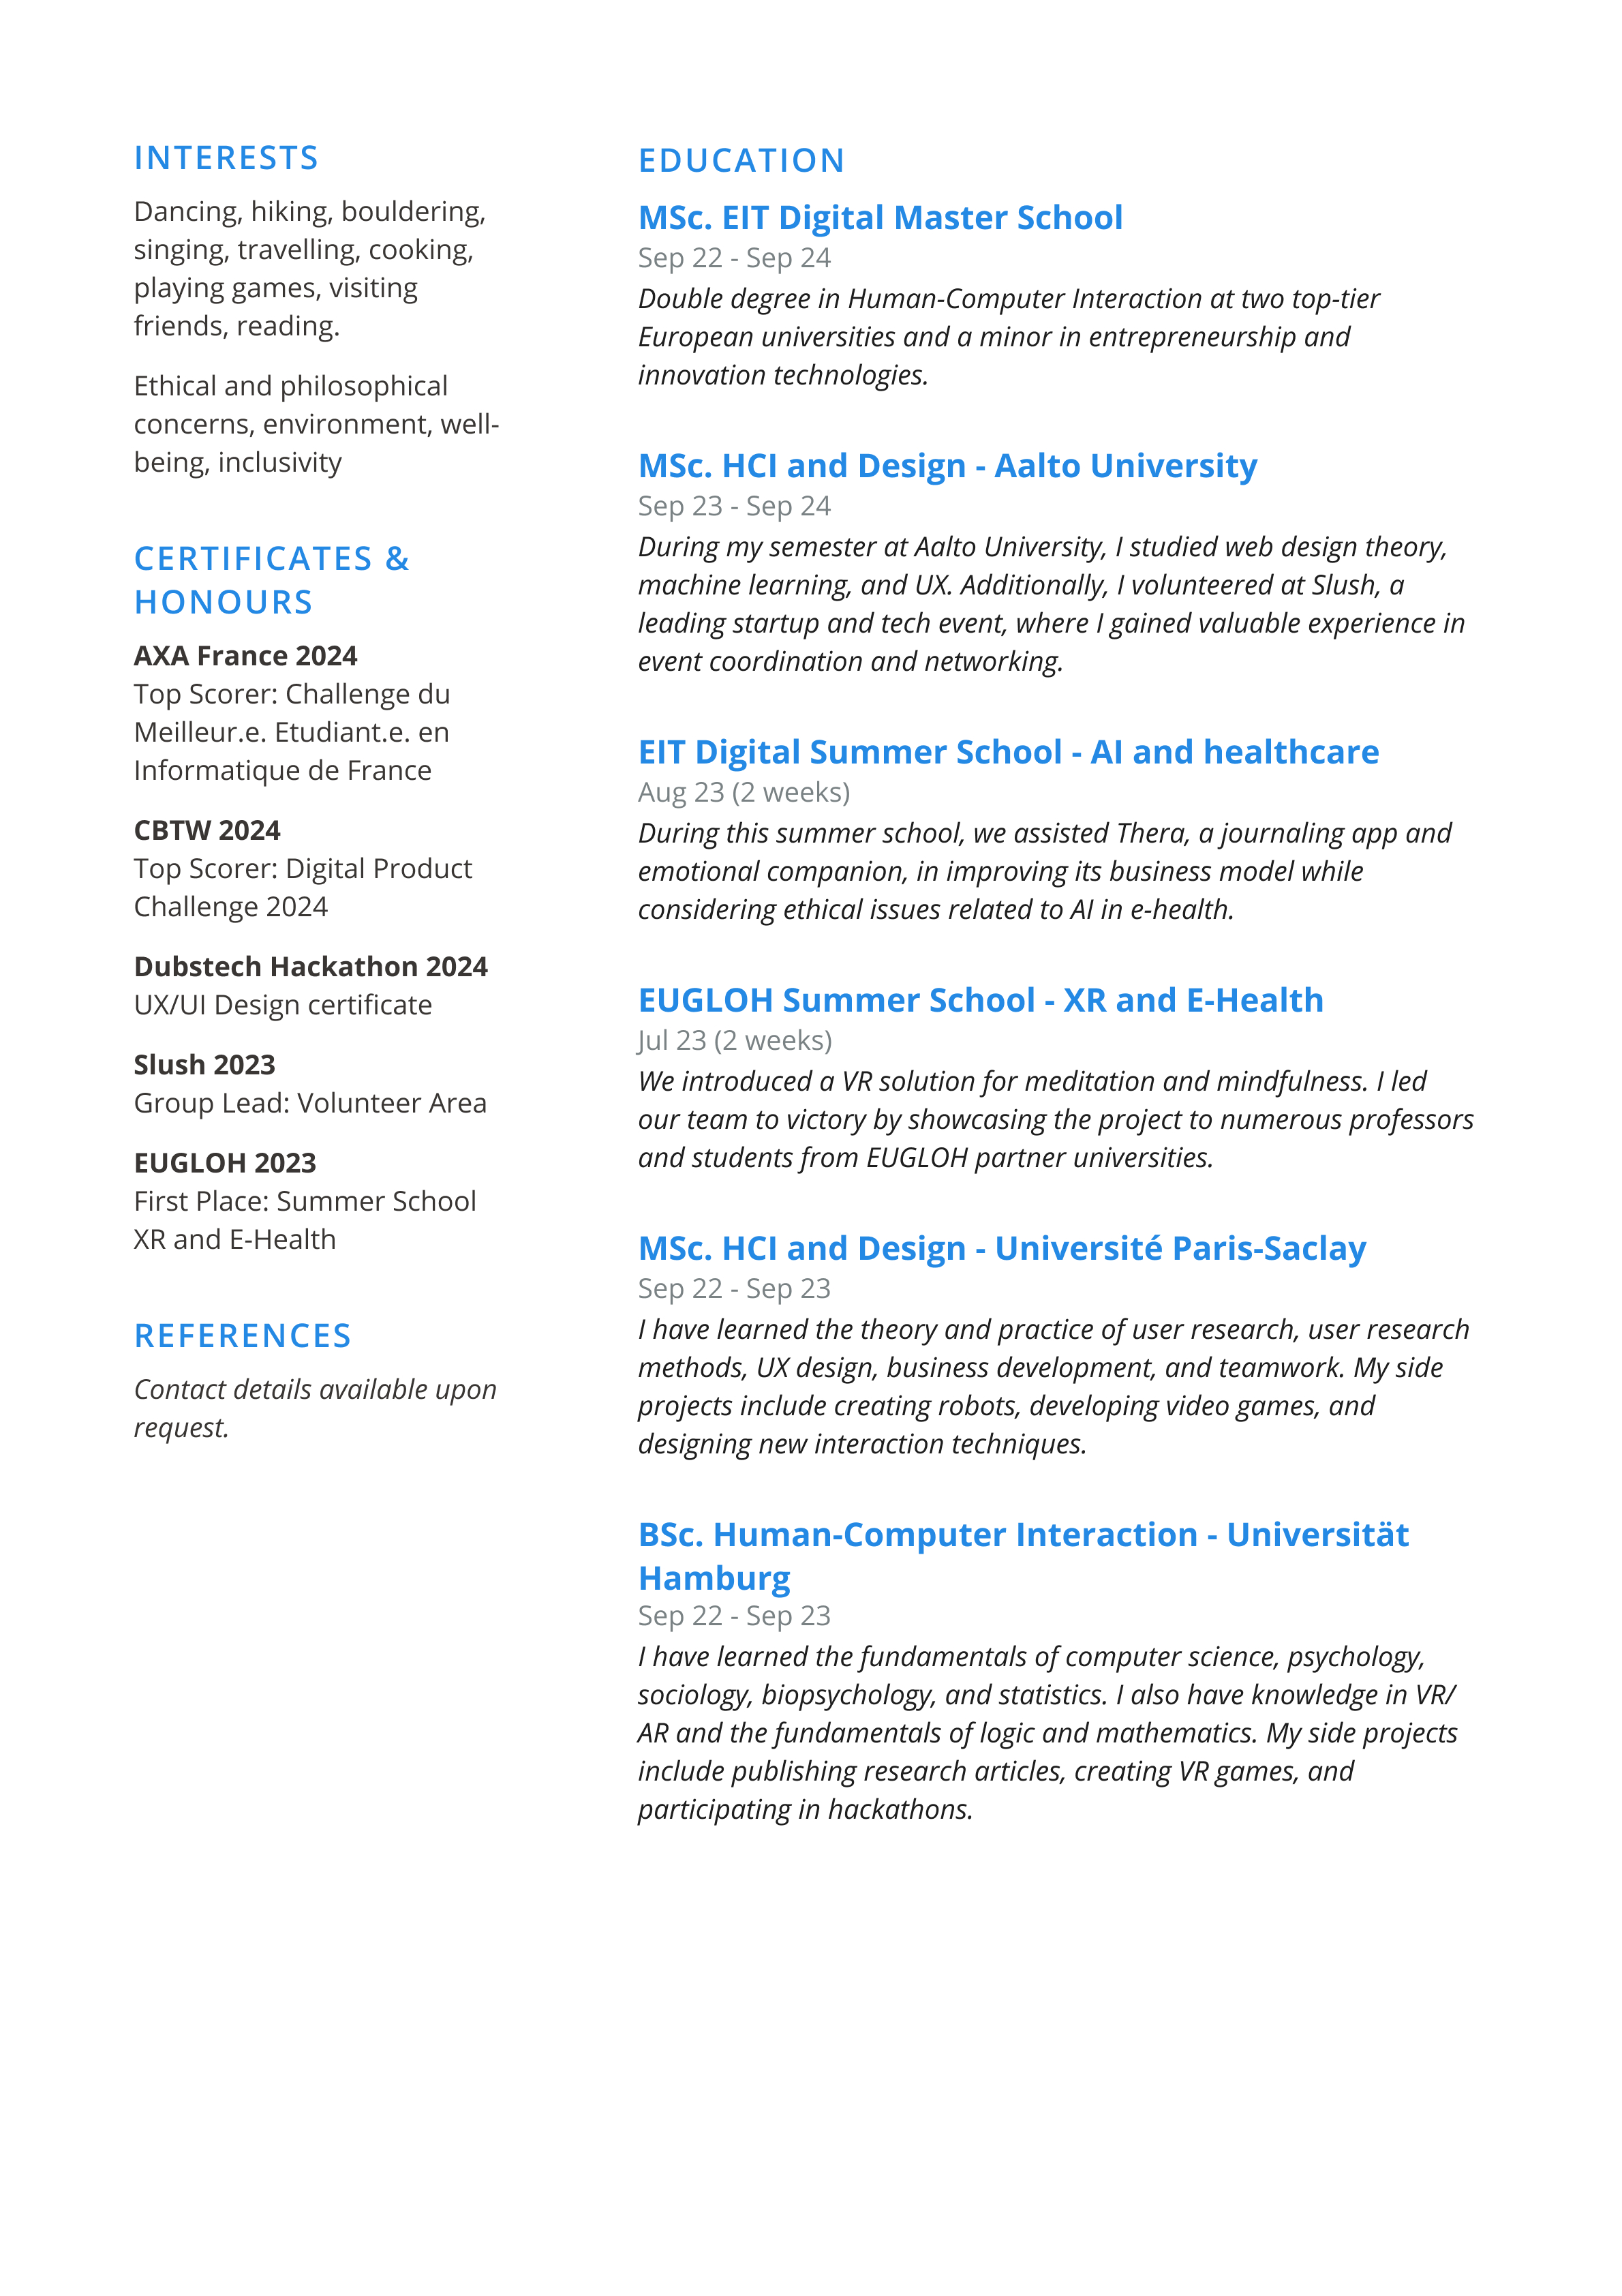 INTERESTS
Dancing, hiking, bouldering,
singing, travelling, cooking,
playing games, visiting
friends, reading.
Ethical and philosophical
concerns, environment, well-
being, inclusivity
CERTIFICATES &
HONOURS
AXA France 2024
Top Scorer: Challenge du
Meilleur.e. Etudiant.e. en
Informatique de France
CBTW 2024
Top Scorer: Digital Product
Challenge 2024
Dubstech Hackathon 2024
UX/UI Design certificate
Slush 2023
Group Lead: Volunteer Area
EUGLOH 2023
First Place: Summer School
XR and E-Health
REFERENCES
Contact details available upon
request.
EDUCATION
MSc. EIT Digital Master School
Sep 22 - Sep 24
Double degree in Human-Computer Interaction at two top-tier
European universities and a minor in entrepreneurship and
innovation technologies.
MSc. HCI and Design - Aalto University
Sep 23 - Sep 24
During my semester at Aalto University, I studied web design theory,
machine learning, and UX. Additionally, I volunteered at Slush, a
leading startup and tech event, where I gained valuable experience in
event coordination and networking.
EIT Digital Summer School - AI and healthcare
Aug 23 (2 weeks)
During this summer school, we assisted Thera, a journaling app and
emotional companion, in improving its business model while
considering ethical issues related to AI in e-health.
EUGLOH Summer School - XR and E-Health
Jul 23 (2 weeks)
We introduced a VR solution for meditation and mindfulness. I led
our team to victory by showcasing the project to numerous professors
and students from EUGLOH partner universities.
MSc. HCI and Design - Université Paris-Saclay
Sep 22 - Sep 23
I have learned the theory and practice of user research, user research
methods, UX design, business development, and teamwork. My side
projects include creating robots, developing video games, and
designing new interaction techniques.
BSc. Human-Computer Interaction - Universität
Hamburg
Sep 22 - Sep 23
I have learned the fundamentals of computer science, psychology,
sociology, biopsychology, and statistics. I also have knowledge in VR/
AR and the fundamentals of logic and mathematics. My side projects
include publishing research articles, creating VR games, and
participating in hackathons.